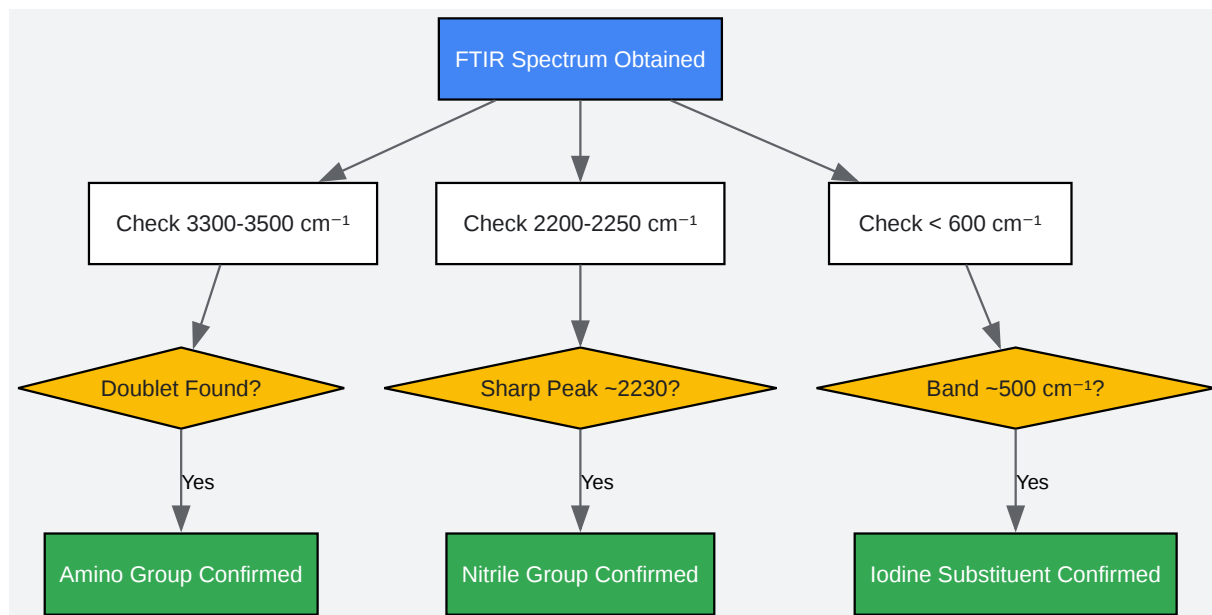 FTIR Spectrum Obtained
Check 3300-3500 cm⁻¹
Check 2200-2250 cm⁻¹
Check < 600 cm⁻¹
Doublet Found?
Sharp Peak ~2230?
Band ~500 cm⁻¹?
Yes
Yes
Yes
Amino Group Confirmed
Nitrile Group Confirmed
Iodine Substituent Confirmed